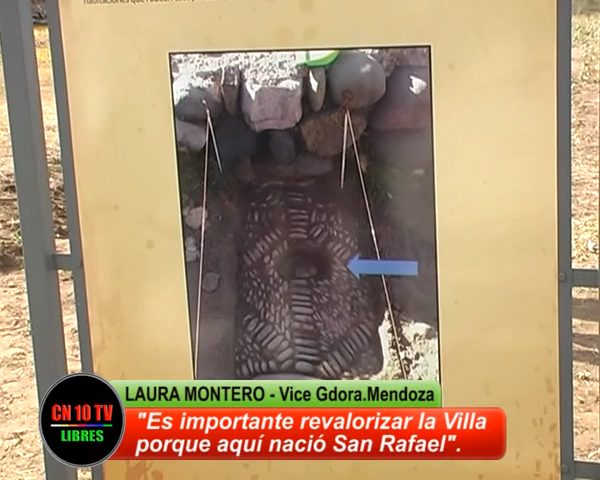 LAURA MONTERO - Vice Gdora.Mendoza
"Es importante revalorizar la Villa
porque aquí nació San Rafael".
CN 10 TV
LIBRES